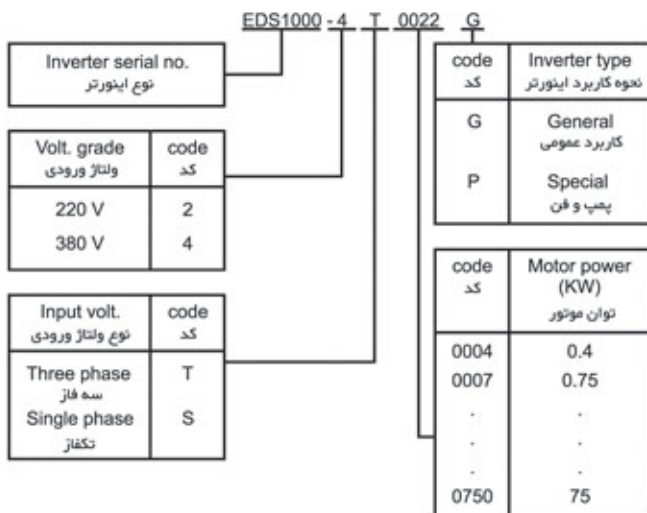 EDS1000 - 4 T 0022 G
Inverter serial no.
نوع اینورتر
Volt. grade code
ولتاژ ورودی کد
220 V 2
380 V 4
Input volt. code
نوع ولتاژ ورودی کد
Three phase T
سه فاز
Single phase S
تکفاز
code Inverter type
کد نحوه کاربرد اینورتر
G General
کاربرد عمومی
P Special
پمپ و فن
code Motor power
کد (KW)
توان موتور
0004 0.4
0007 0.75
. .
. .
. .
0750 75